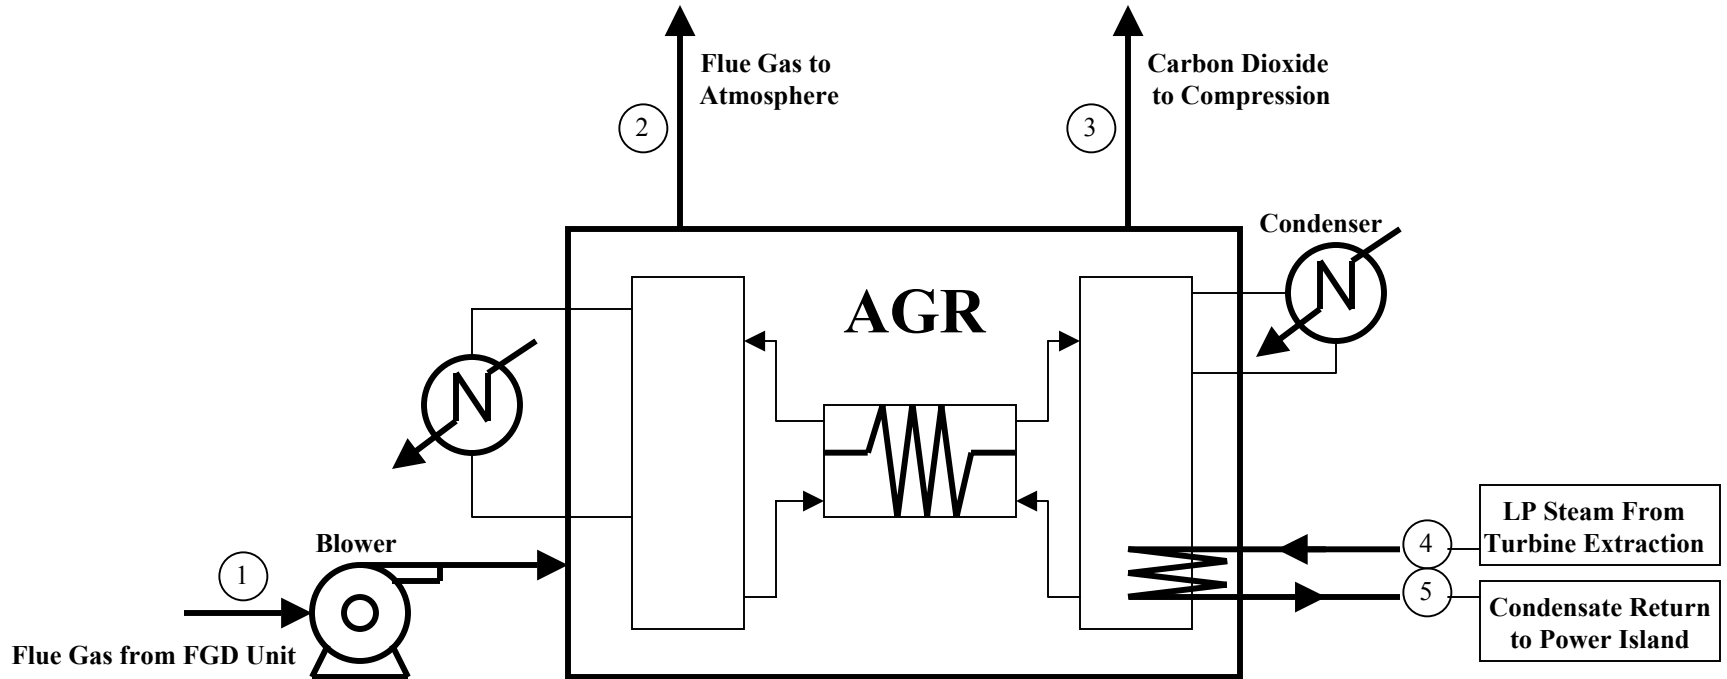 Flue Gas to
Atmosphere
2
Carbon Dioxide
to Compression
3
Condenser
AGR
Blower
1
Flue Gas from FGD Unit
4
LP Steam From
Turbine Extraction
5
Condensate Return
to Power Island